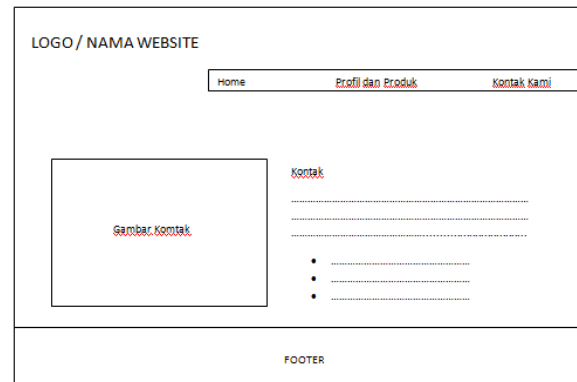 LOGO / NAMA WEBSITE
Home Profil dan Produk Kontak Kami
Kontak
Gambar Komtak
FOOTER